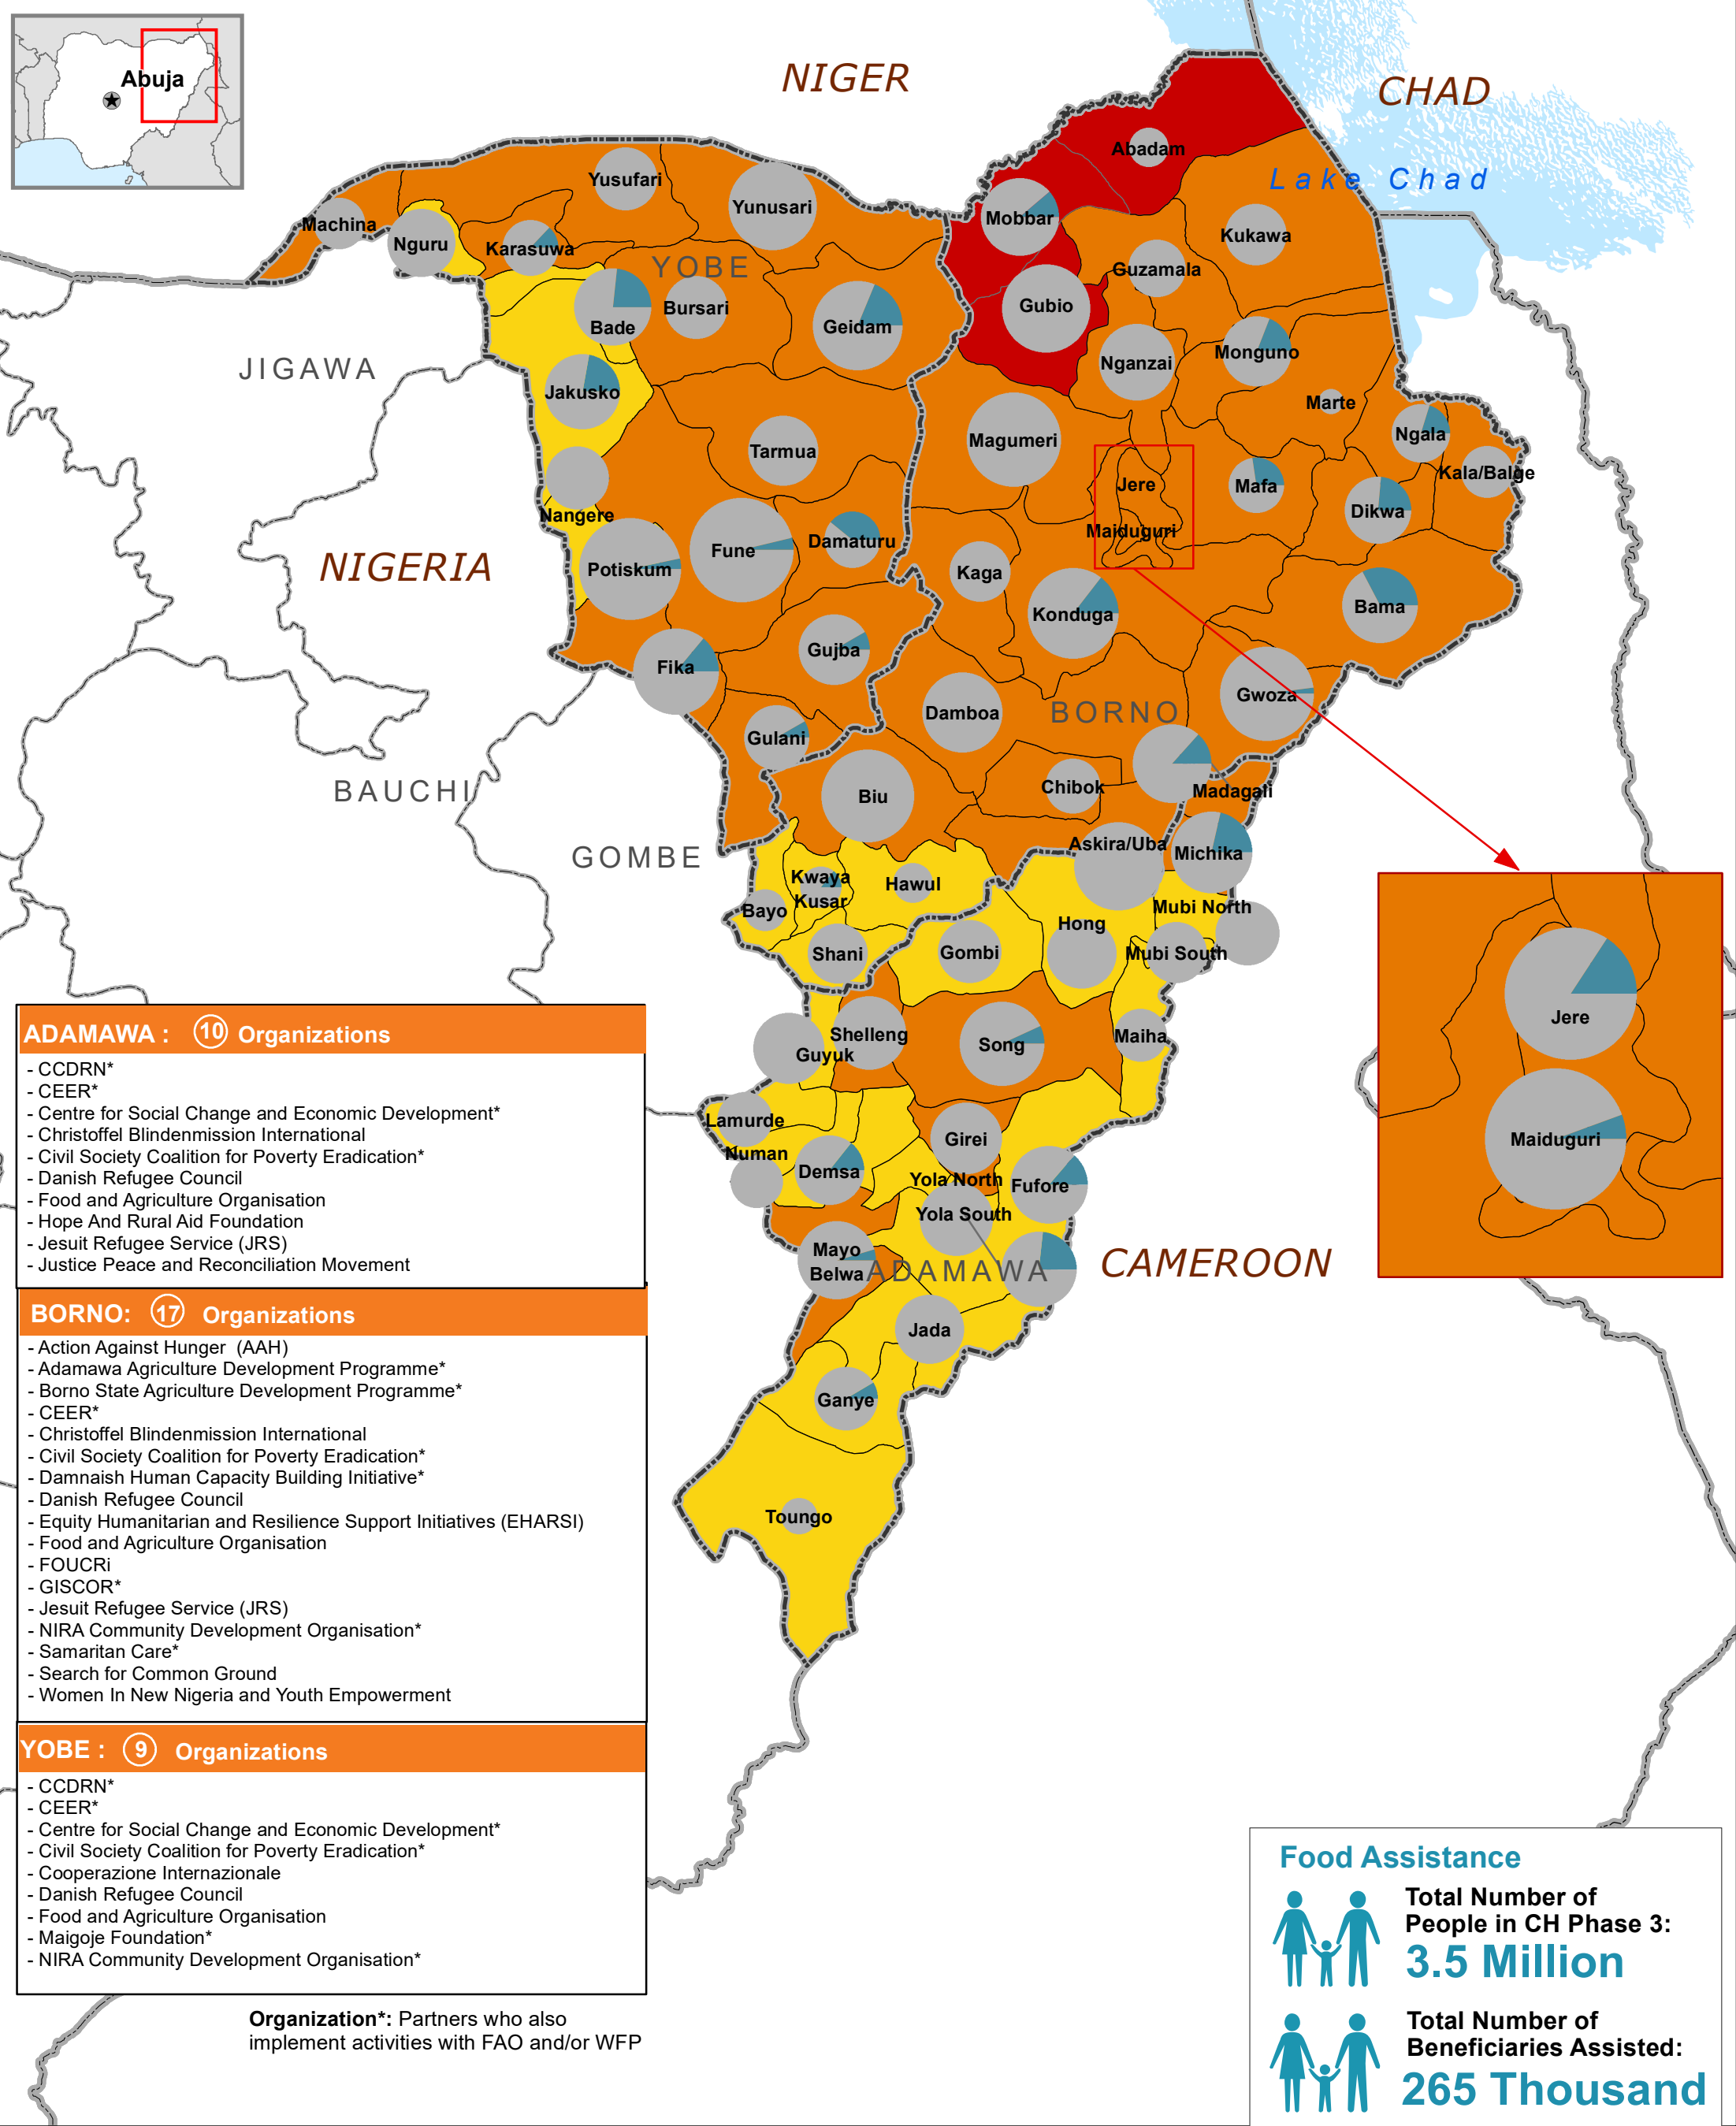 Abuja
NIGER
CHAD
Lake Chad
Abadam
Machina
Yusufari
Yunusari
Mobbar
Nguru
Karasuwa
Kukawa
YOBE
Guzamala
Bursari
Gubio
Bade
Geidam
JIGAWA
Nganzai
Monguno
Jakusko
Marte
Magumeri
Ngala
Tarmua
Kala/Balge
Jere
Mafa
Nangere
Dikwa
Maiduguri
Damaturu
Fune
NIGERIA
Potiskum
Kaga
Konduga
Bama
Gujba
Fika
Gwoza
Damboa
BORNO
Gulani
BAUCHI
Chibok
Madagali
Biu
Askira/Uba
Michika
GOMBE
Kwaya
Kusar
Hawul
Bayo
Mubi North
Hong
Shani
Gombi
Mubi South
Shelleng
Guyuk
Song
Maiha
Jere
Lamurde
Girei
Maiduguri
Numan
Demsa
Yola North
Fufore
Yola South
Mayo
Belwa
ADAMAWA
CAMEROON
Jada
Ganye
Toungo
ADAMAWA : 10 Organizations
- CCDRN*
- CEER*
- Centre for Social Change and Economic Development*
- Christoffel Blindenmission International
- Civil Society Coalition for Poverty Eradication*
- Danish Refugee Council
- Food and Agriculture Organisation
- Hope And Rural Aid Foundation
- Jesuit Refugee Service (JRS)
- Justice Peace and Reconciliation Movement
BORNO: 17 Organizations
- Action Against Hunger (AAH)
- Adamawa Agriculture Development Programme*
- Borno State Agriculture Development Programme*
- CEER*
- Christoffel Blindenmission International
- Civil Society Coalition for Poverty Eradication*
- Damnaish Human Capacity Building Initiative*
- Danish Refugee Council
- Equity Humanitarian and Resilience Support Initiatives (EHARSI)
- Food and Agriculture Organisation
- FOUCRi
- GISCOR*
- Jesuit Refugee Service (JRS)
- NIRA Community Development Organisation*
- Samaritan Care*
- Search for Common Ground
- Women In New Nigeria and Youth Empowerment
YOBE : 9 Organizations
- CCDRN*
- CEER*
- Centre for Social Change and Economic Development*
- Civil Society Coalition for Poverty Eradication*
- Cooperazione Internazionale
- Danish Refugee Council
- Food and Agriculture Organisation
- Maigoje Foundation*
- NIRA Community Development Organisation*
Organization*: Partners who also
implement activities with FAO and/or WFP
Food Assistance
Total Number of
People in CH Phase 3:
3.5 Million
Total Number of
Beneficiaries Assisted:
265 Thousand